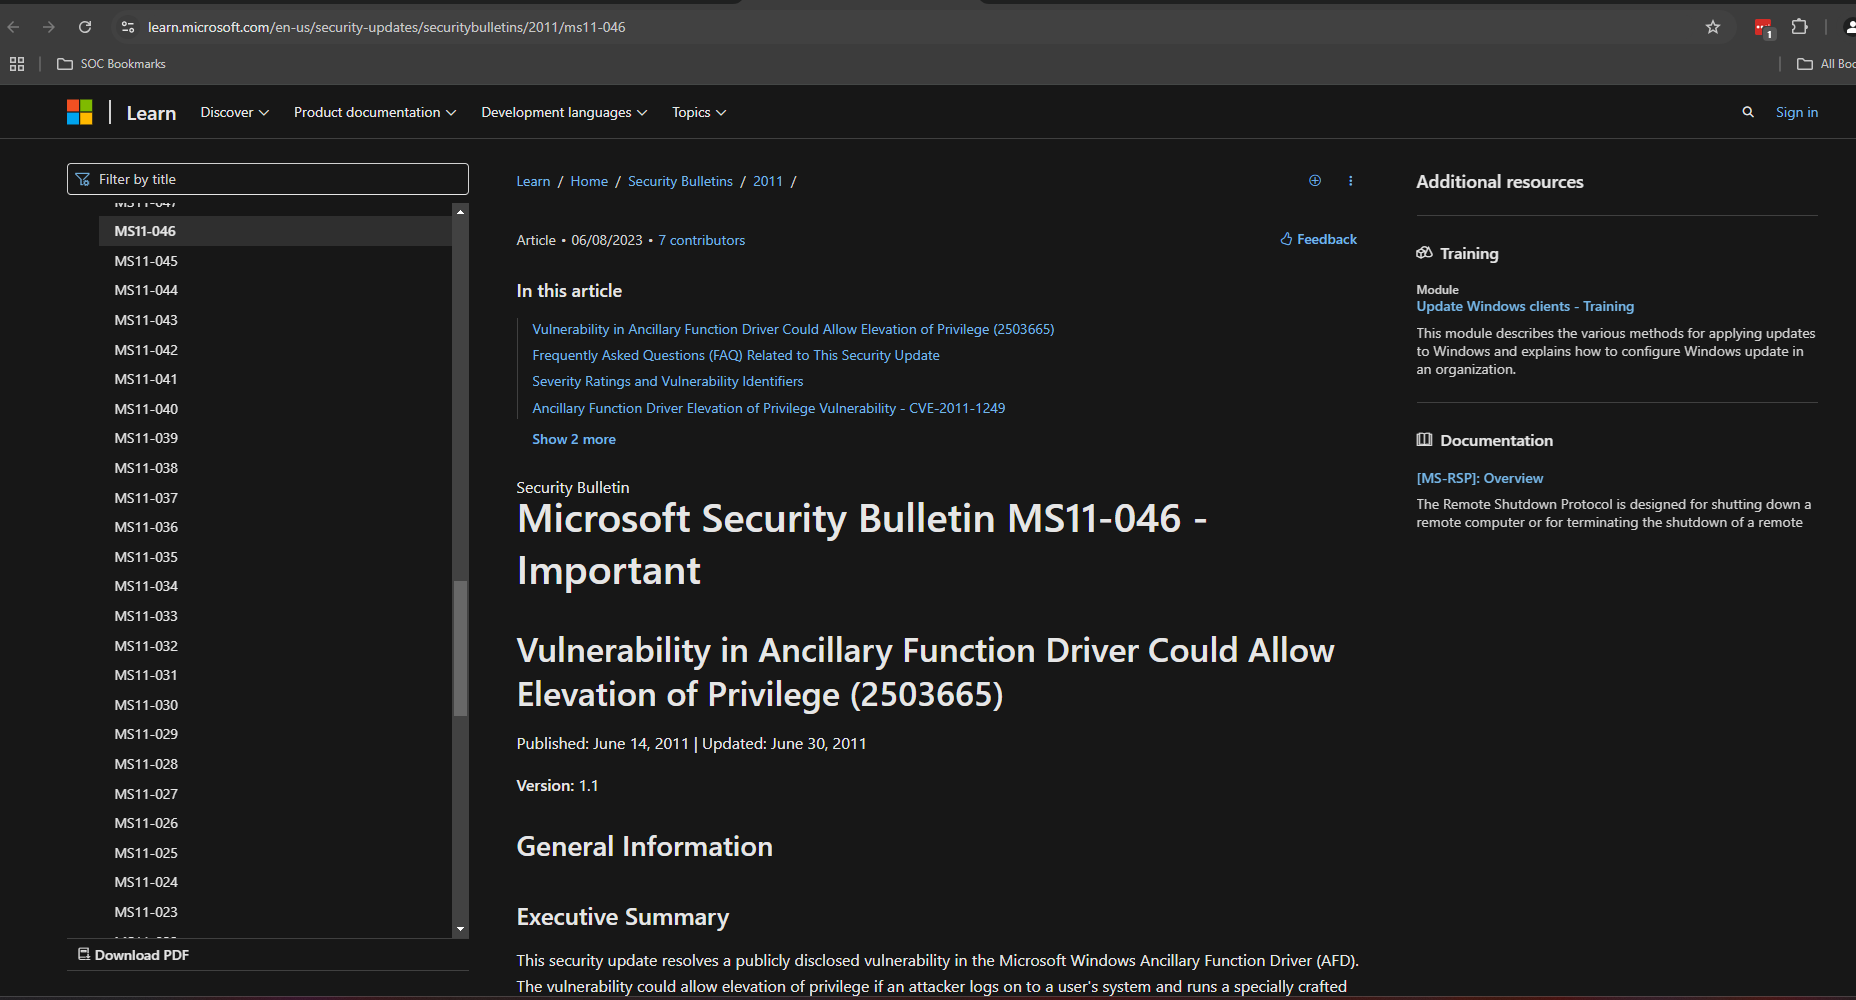 learn.microsoft.com/en-us/security-updates/securitybulletins/2011/ms11-046
1
SOC Bookmarks
All Boo
Learn
Discover
Product documentation
Development languages
Topics
Sign in
Filter by title
MS11-047
MS11-046
MS11-045
MS11-044
MS11-043
MS11-042
MS11-041
MS11-040
MS11-039
MS11-038
MS11-037
MS11-036
MS11-035
MS11-034
MS11-033
MS11-032
MS11-031
MS11-030
MS11-029
MS11-028
MS11-027
MS11-026
MS11-025
MS11-024
MS11-023
Download PDF
Learn / Home / Security Bulletins / 2011 /
Article • 06/08/2023 • 7 contributors
Feedback
In this article
Vulnerability in Ancillary Function Driver Could Allow Elevation of Privilege (2503665)
Frequently Asked Questions (FAQ) Related to This Security Update
Severity Ratings and Vulnerability Identifiers
Ancillary Function Driver Elevation of Privilege Vulnerability - CVE-2011-1249
Show 2 more
Security Bulletin
Microsoft Security Bulletin MS11-046 -
Important
Vulnerability in Ancillary Function Driver Could Allow
Elevation of Privilege (2503665)
Published: June 14, 2011 | Updated: June 30, 2011
Version: 1.1
General Information
Executive Summary
This security update resolves a publicly disclosed vulnerability in the Microsoft Windows Ancillary Function Driver (AFD).
The vulnerability could allow elevation of privilege if an attacker logs on to a user's system and runs a specially crafted
Additional resources
Training
Module
Update Windows clients - Training
This module describes the various methods for applying updates
to Windows and explains how to configure Windows update in
an organization.
Documentation
[MS-RSP]: Overview
The Remote Shutdown Protocol is designed for shutting down a
remote computer or for terminating the shutdown of a remote